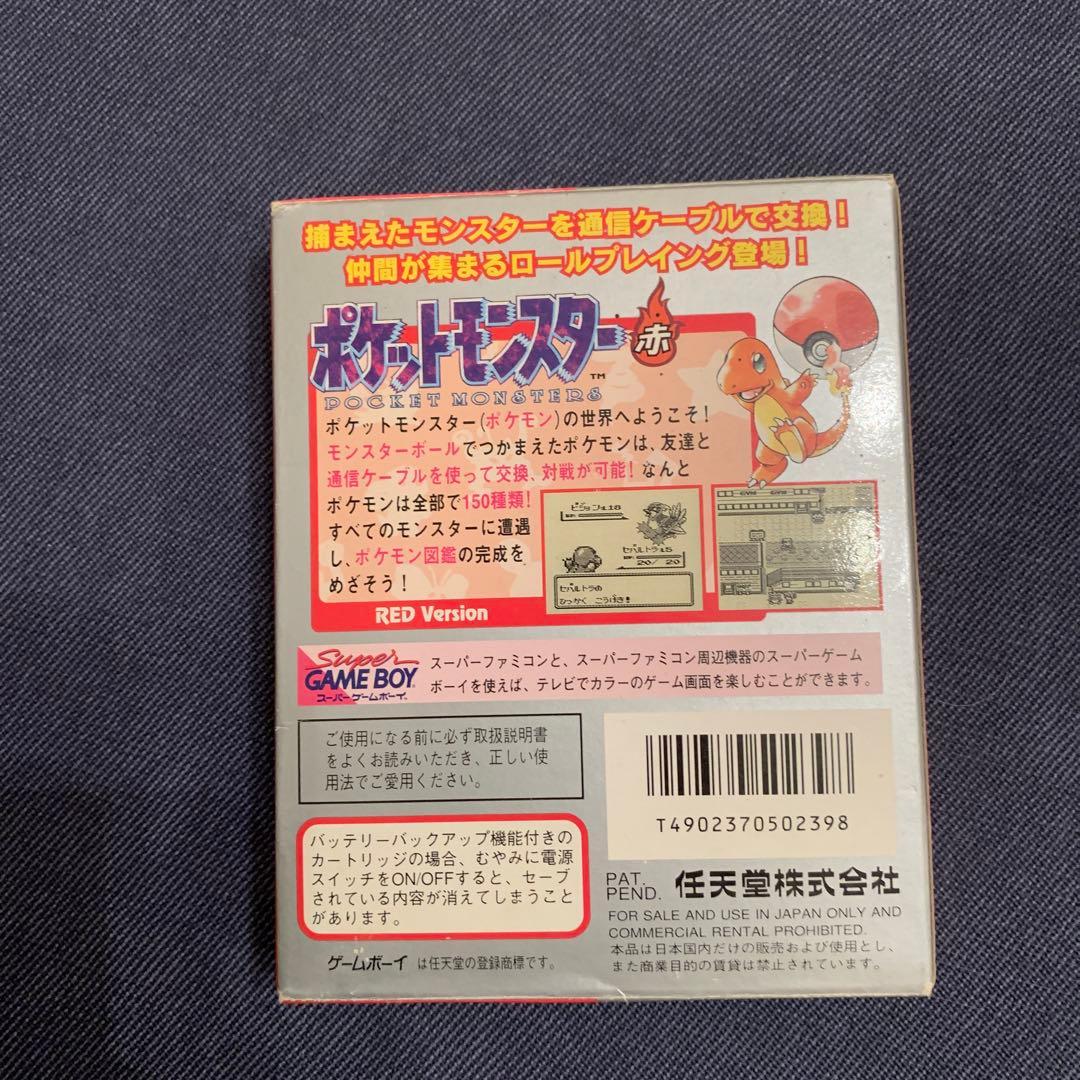 捕まえたモンスターを通信ケーブルで交換！
仲間が集まるロールプレイング登場！
ポケットモンスター 赤
TM
POCKET MONSTERS
ポケットモンスター(ポケモン)の世界へようこそ！
モンスターボールでつかまえたポケモンは、友達と
通信ケーブルを使って交換、対戦が可能！なんと
ポケモンは全部で150種類！
すべてのモンスターに遭遇
し、ポケモン図鑑の完成を
めざそう！
RED Version
20/ 20
ひっかく こうげき！
GYM
GYM
Super
GAME BOY
スーパーゲームボーイ
スーパーファミコンと、スーパーファミコン周辺機器のスーパーゲーム
ボーイを使えば、テレビでカラーのゲーム画面を楽しむことができます。
ご使用になる前に必ず取扱説明書
をよくお読みいただき、正しい使
用法でご愛用ください。
バッテリーバックアップ機能付きの
カートリッジの場合、むやみに電源
スイッチをON/OFFすると、セーブ
されている内容が消えてしまうこと
があります。
ゲームボーイ は任天堂の登録商標です。
T4902370502398
PAT.
PEND. 任天堂株式会社
FOR SALE AND USE IN JAPAN ONLY AND
COMMERCIAL RENTAL PROHIBITED.
本品は日本国内だけの販売および使用とし、
また商業目的の賃貸は禁止されています。